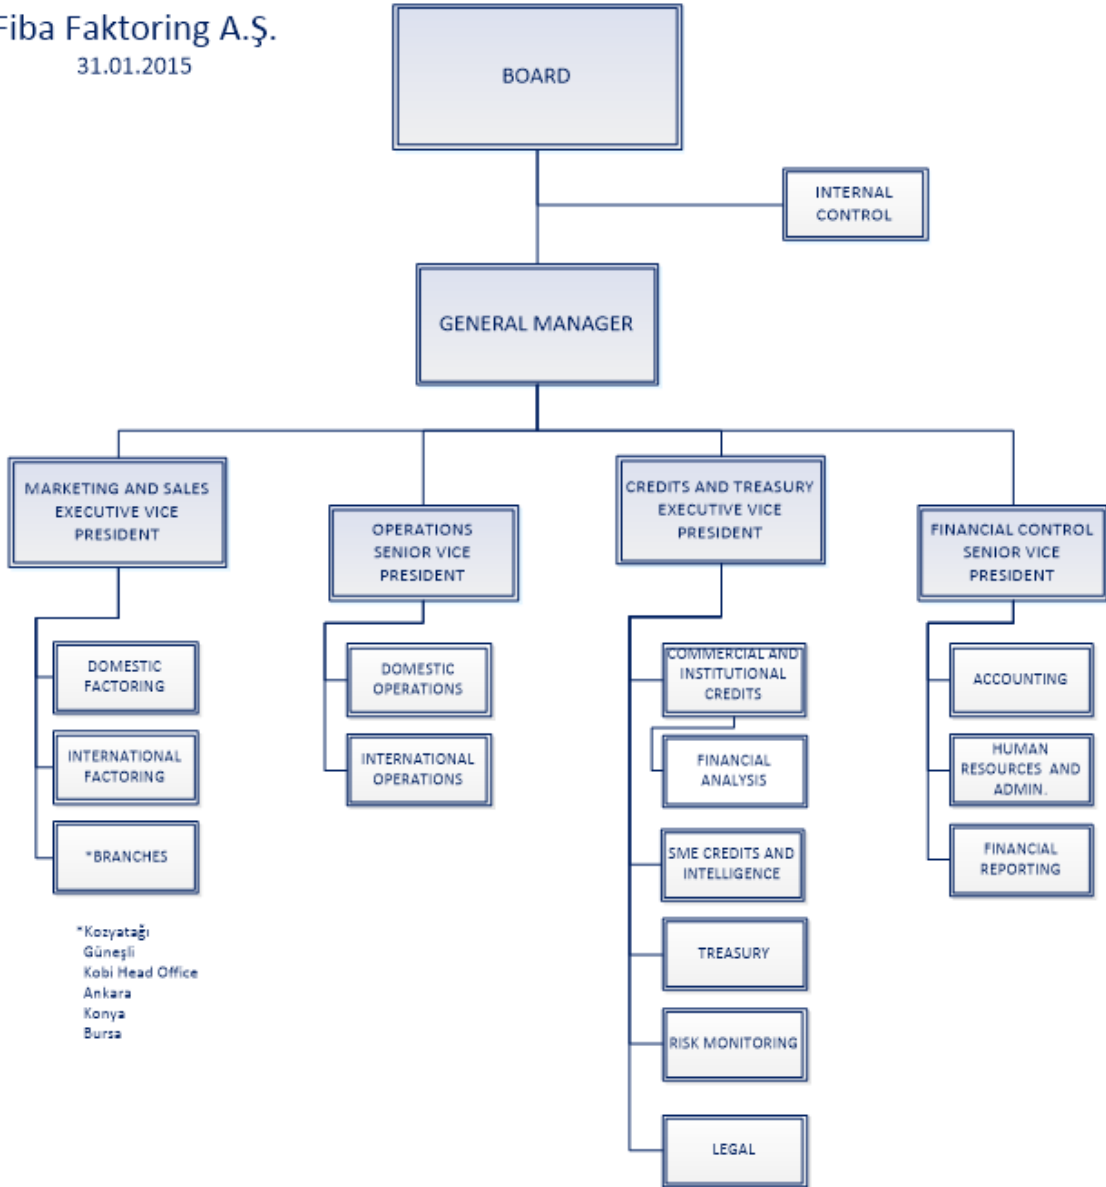 Fiba Faktoring A.Ş.
31.01.2015
BOARD
INTERNAL
CONTROL
GENERAL MANAGER
MARKETING AND SALES
EXECUTIVE VICE
PRESIDENT
OPERATIONS
SENIOR VICE
PRESIDENT
CREDITS AND TREASURY
EXECUTIVE VICE
PRESIDENT
FINANCIAL CONTROL
SENIOR VICE
PRESIDENT
DOMESTIC
FACTORING
INTERNATIONAL
FACTORING
*BRANCHES
*Kozyatağı
Güneşli
Kobi Head Office
Ankara
Konya
Bursa
DOMESTIC
OPERATIONS
INTERNATIONAL
OPERATIONS
COMMERCIAL AND
INSTITUTIONAL
CREDITS
FINANCIAL
ANALYSIS
SME CREDITS AND
INTELLIGENCE
TREASURY
RISK MONITORING
LEGAL
ACCOUNTING
HUMAN
RESOURCES AND
ADMIN.
FINANCIAL
REPORTING